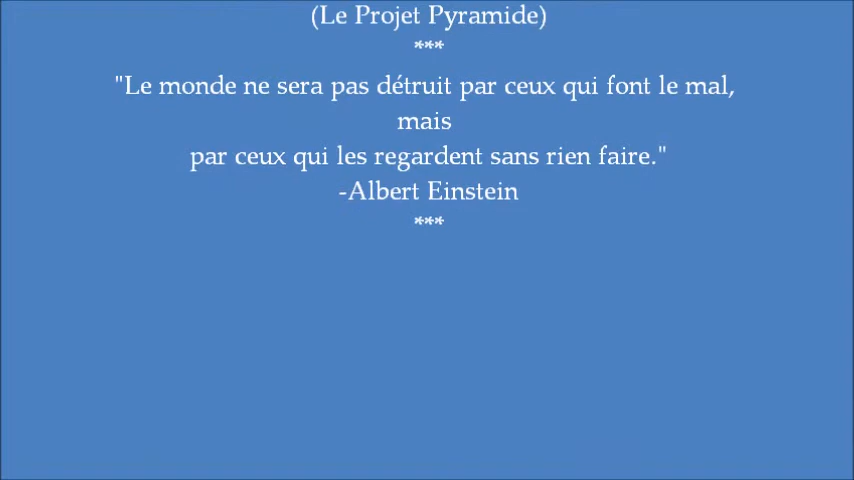 (Le Projet Pyramide)
***
"Le monde ne sera pas détruit par ceux qui font le mal,
mais
par ceux qui les regardent sans rien faire."
-Albert Einstein
***